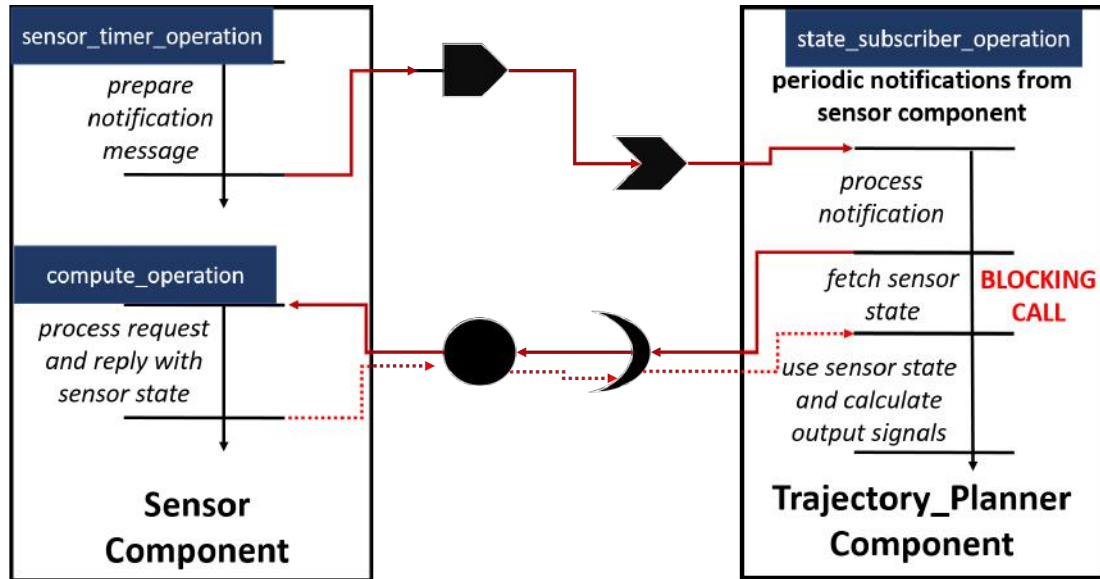 sensor_timer_operation
prepare
notification
message
compute_operation
process request
and reply with
sensor state
Sensor
Component
state_subscriber_operation
periodic notifications from
sensor component
process
notification
fetch sensor
state
BLOCKING
CALL
use sensor state
and calculate
output signals
Trajectory_Planner
Component